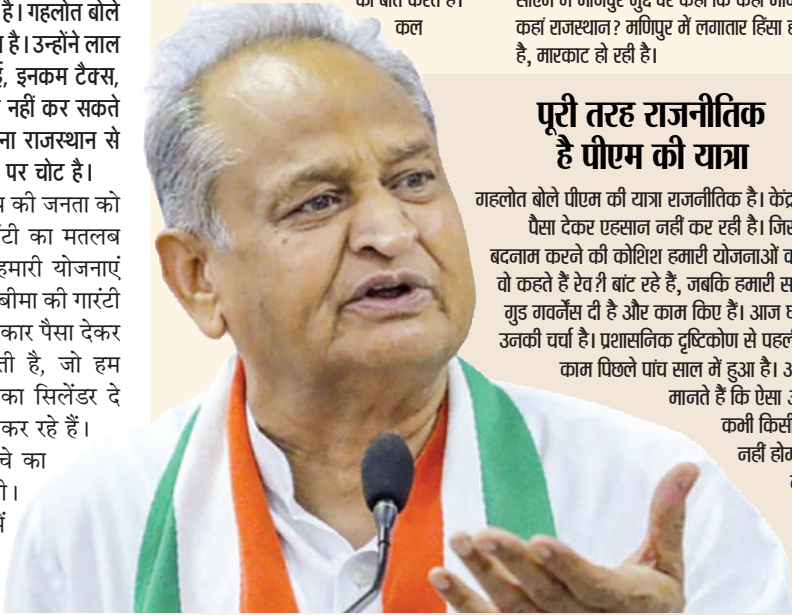 है। गहलोत बोले
है। उन्होंने लाल
इनकम टैक्स,
नहीं कर सकते
राजस्थान से
पर चोट है।
की जनता को
का मतलब
हमारी योजनाएं
बीमा की गारंटी
पैसा देकर
है, जो हम
का सिलेंडर दे
कर रहे हैं।
का
कल
कहां राजस्थान? मणिपुर में लगातार हिंसा
है, मारकाट हो रही है।
पूरी तरह राजनीतिक
है पीएम की यात्रा
गहलोत बोले पीएम की यात्रा राजनीतिक है। केंद्र
पैसा देकर एहसान नहीं कर रही है।
बदनाम करने की कोशिश हमारी योजनाओं
वो कहते हैं रेव?ी बांट रहे हैं, जबकि हमारी
गुड गवर्नेंस दी है और काम किए हैं। आज
उनकी चर्चा है। प्रशासनिक दृष्टिकोण से
काम पिछले पांच साल में हुआ है।
मानते हैं कि ऐसा
कभी
नहीं